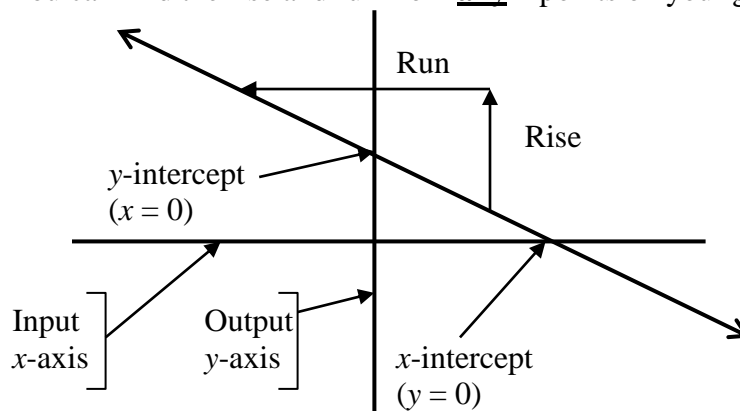 Run
Rise
y-intercept
(x = 0)
Input
x-axis
Output
y-axis
x-intercept
(y = 0)